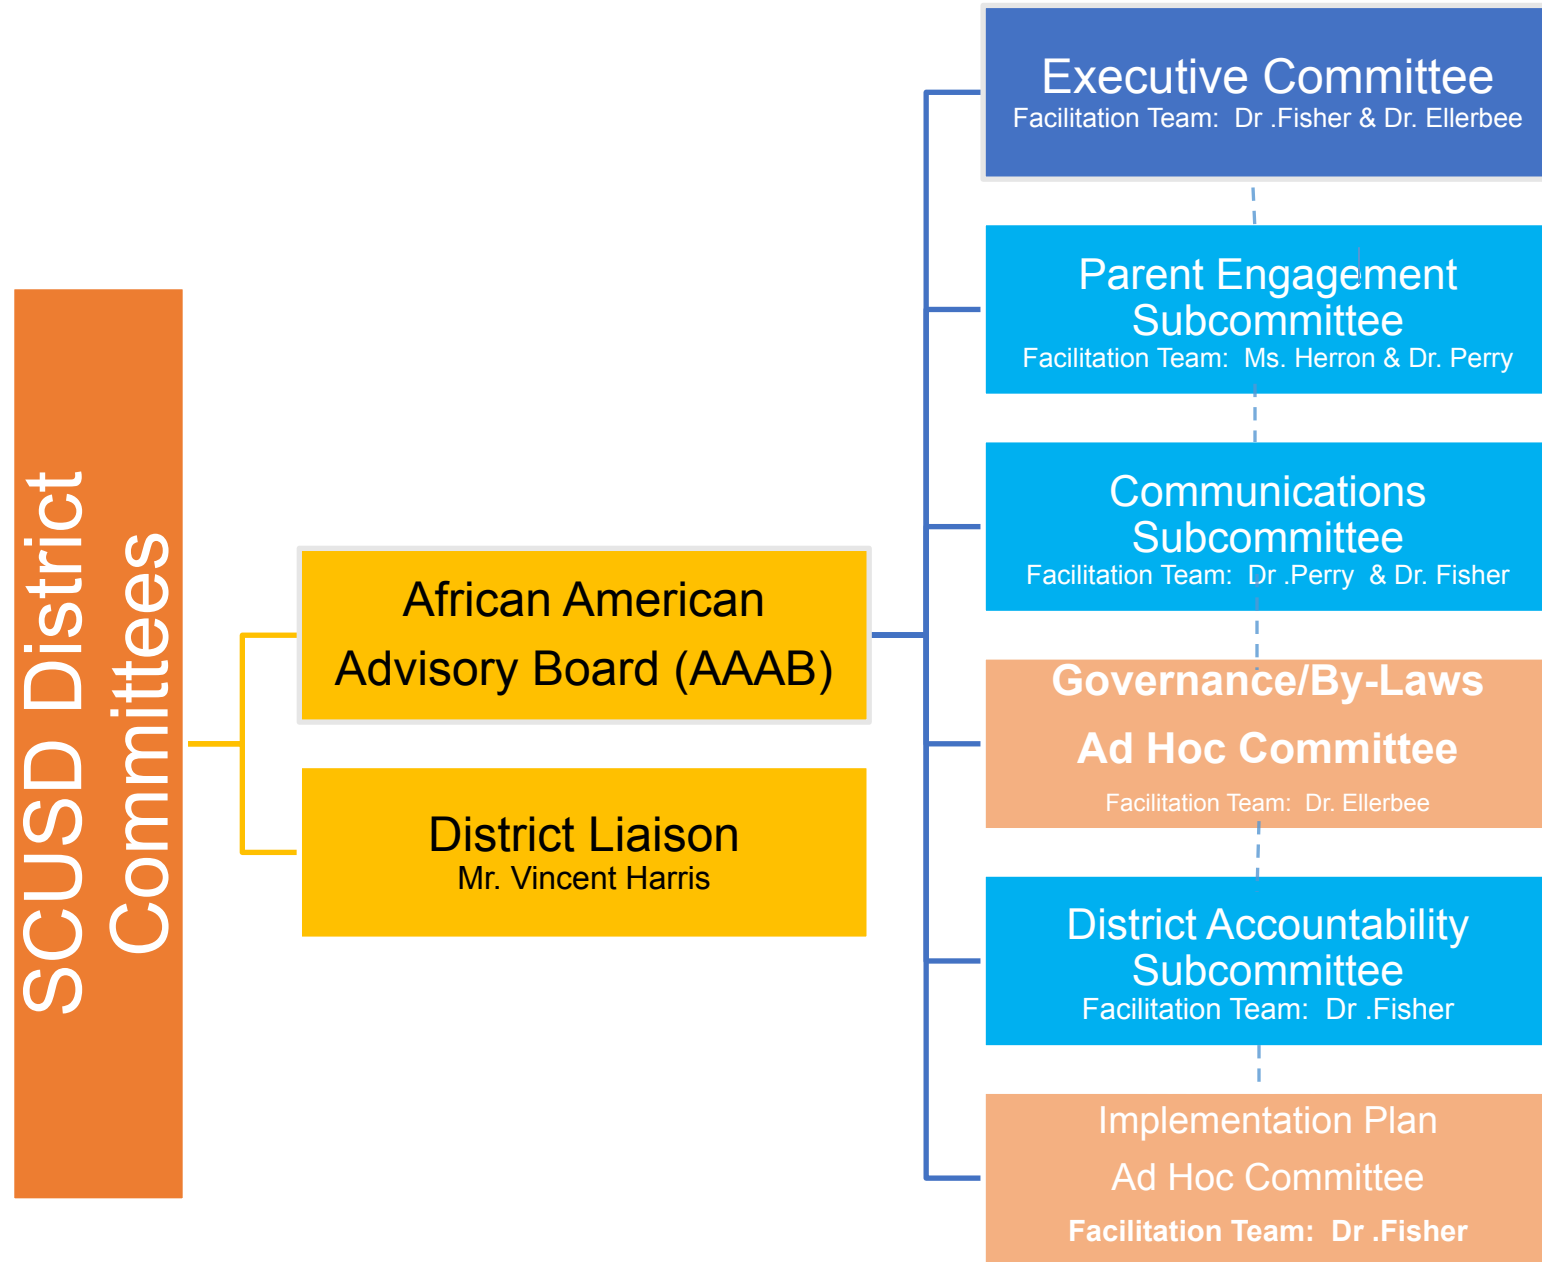 SCUSD District
Committees
African American
Advisory Board (AAAB)
District Liaison
Mr. Vincent Harris
Executive Committee
Facilitation Team:  Dr .Fisher & Dr. Ellerbee
Parent Engagement
Subcommittee
Facilitation Team:  Ms. Herron & Dr. Perry
Communications
Subcommittee
Facilitation Team:  Dr .Perry  & Dr. Fisher
Governance/By-Laws
Ad Hoc Committee
Facilitation Team:  Dr. Ellerbee
District Accountability
Subcommittee
Facilitation Team:  Dr .Fisher
Implementation Plan
Ad Hoc Committee
Facilitation Team:  Dr .Fisher